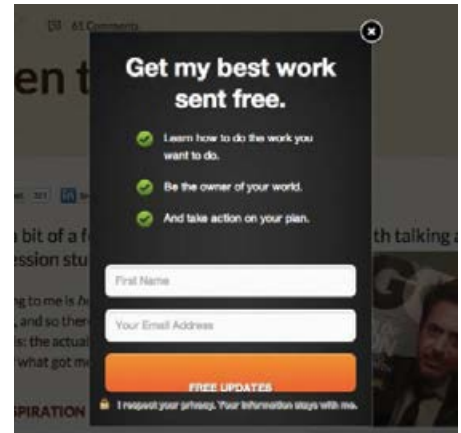 61 Comments
en t
Get my best work
sent free.
Learn how to do the work you
want to do.
Be the owner of your world.
And take action on your plan.
bit of a f
th talking a
ession stu
First Name
ng to me is
and so ther
Your Email Address
is: the actual
what got me
FREE UPDATES
I respect your privacy. Your information stays with me.
PIRATION